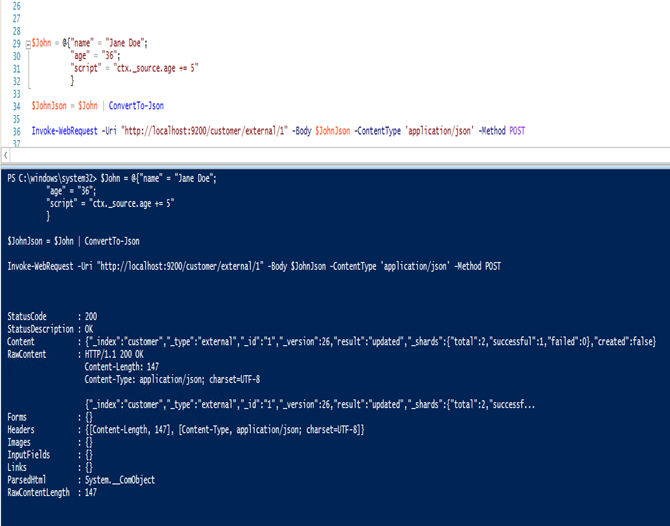 26
27
28
29 $John = @{"name" = "Jane Doe";
30 "age" = "36";
31 "script" = "ctx._source.age += 5"
32 }
33
34 $JohnJson = $John | ConvertTo-Json
35
36 Invoke-WebRequest -Uri "http://localhost:9200/customer/external/1" -Body $JohnJson -ContentType 'application/json' -Method POST
37
PS C:\windows\system32> $John = @{"name" = "Jane Doe";
"age" = "36";
"script" = "ctx._source.age += 5"
}
$JohnJson = $John | ConvertTo-Json
Invoke-WebRequest -Uri "http://localhost:9200/customer/external/1" -Body $JohnJson -ContentType 'application/json' -Method POST
StatusCode : 200
StatusDescription : OK
Content : {"_index":"customer","_type":"external","_id":"1","_version":26,"result":"updated","_shards":{"total":2,"successful":1,"failed":0},"created":false}
RawContent : HTTP/1.1 200 OK
Content-Length: 147
Content-Type: application/json; charset=UTF-8
{"_index":"customer","_type":"external","_id":"1","_version":26,"result":"updated","_shards":{"total":2,"successf...
Forms : {}
Headers : {[Content-Length, 147], [Content-Type, application/json; charset=UTF-8]}
Images : {}
InputFields : {}
Links : {}
ParsedHtml : System.__ComObject
RawContentLength : 147